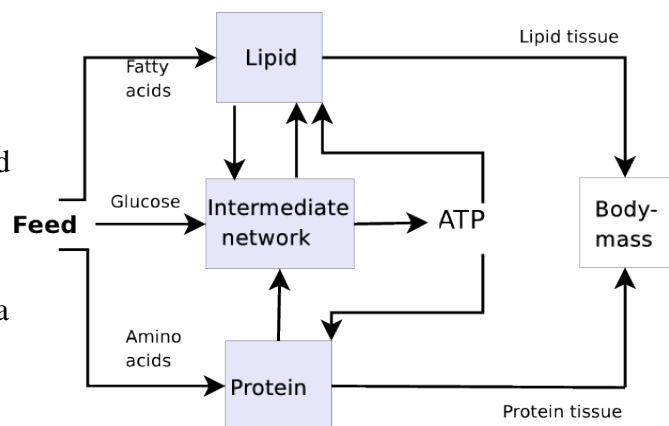 Lipid tissue
Lipid
Fatty
acids
d
Glucose
Intermediate
network
Feed
ATP
Body-
mass
a
Amino
acids
Protein
Protein tissue